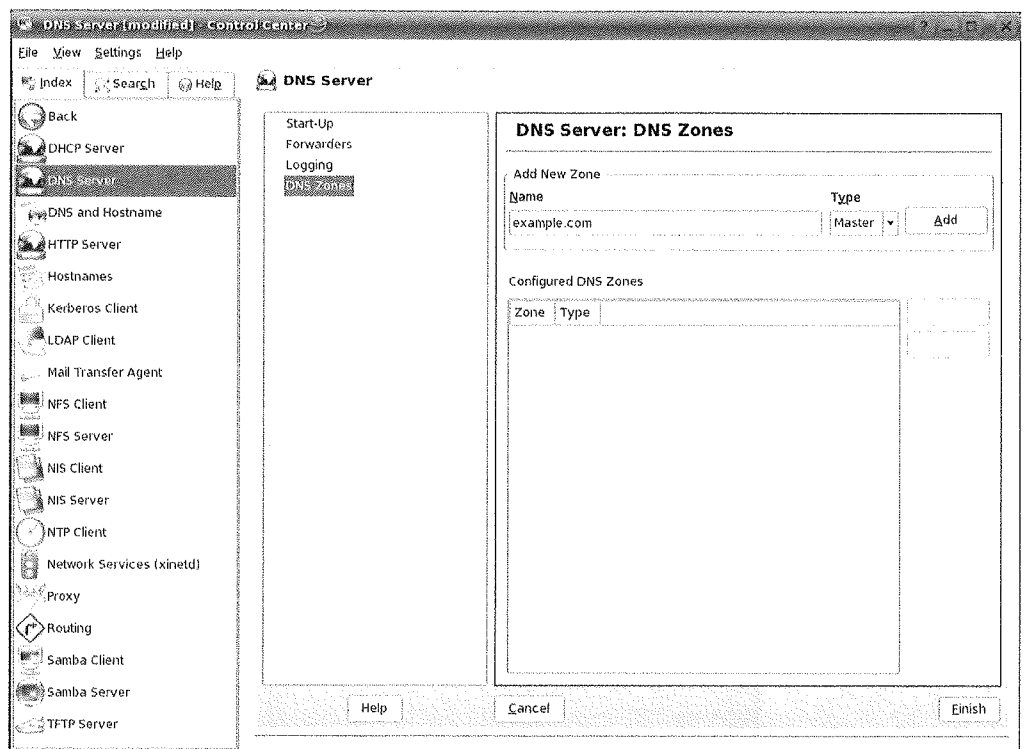 DNS Server [modified] - Control Center
File View Settings Help
Index Search Help
Back
DHCP Server
DNS Server
DNS and Hostname
HTTP Server
Hostnames
Kerberos Client
LDAP Client
Mail Transfer Agent
NFS Client
NFS Server
NIS Client
NIS Server
NTP Client
Network Services (xinetd)
Proxy
Routing
Samba Client
Samba Server
TFTP Server
DNS Server
Start-Up
Forwarders
Logging
DNS Zones
DNS Server: DNS Zones
Add New Zone
Name Type
example.com Master Add
Configured DNS Zones
Zone Type
Help Cancel Finish